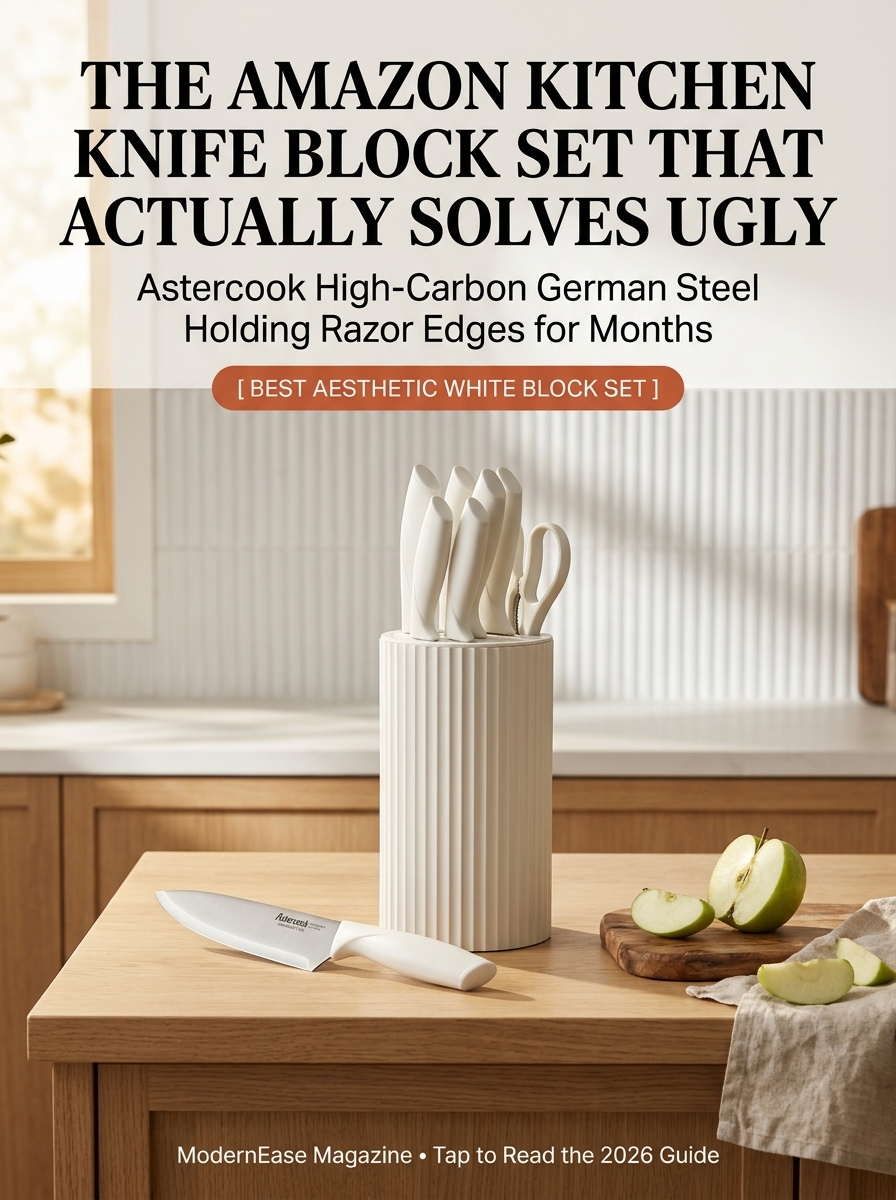 THE AMAZON KITCHEN
KNIFE BLOCK SET THAT
ACTUALLY SOLVES UGLY
Astercook High-Carbon German Steel
Holding Razor Edges for Months
[ BEST AESTHETIC WHITE BLOCK SET ]
ModernEase Magazine • Tap to Read the 2026 Guide